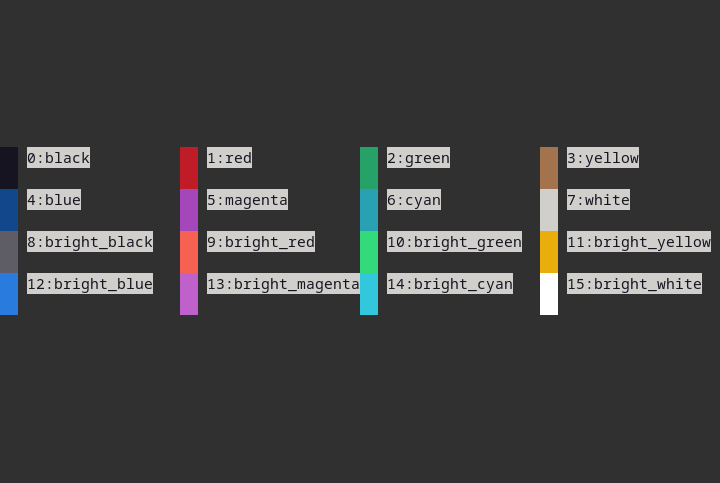 0:black 1:red 2:green 3:yellow
4:blue 5:magenta 6:cyan 7:white
8:bright_black 9:bright_red 10:bright_green 11:bright_yellow
12:bright_blue 13:bright_magenta 14:bright_cyan 15:bright_white